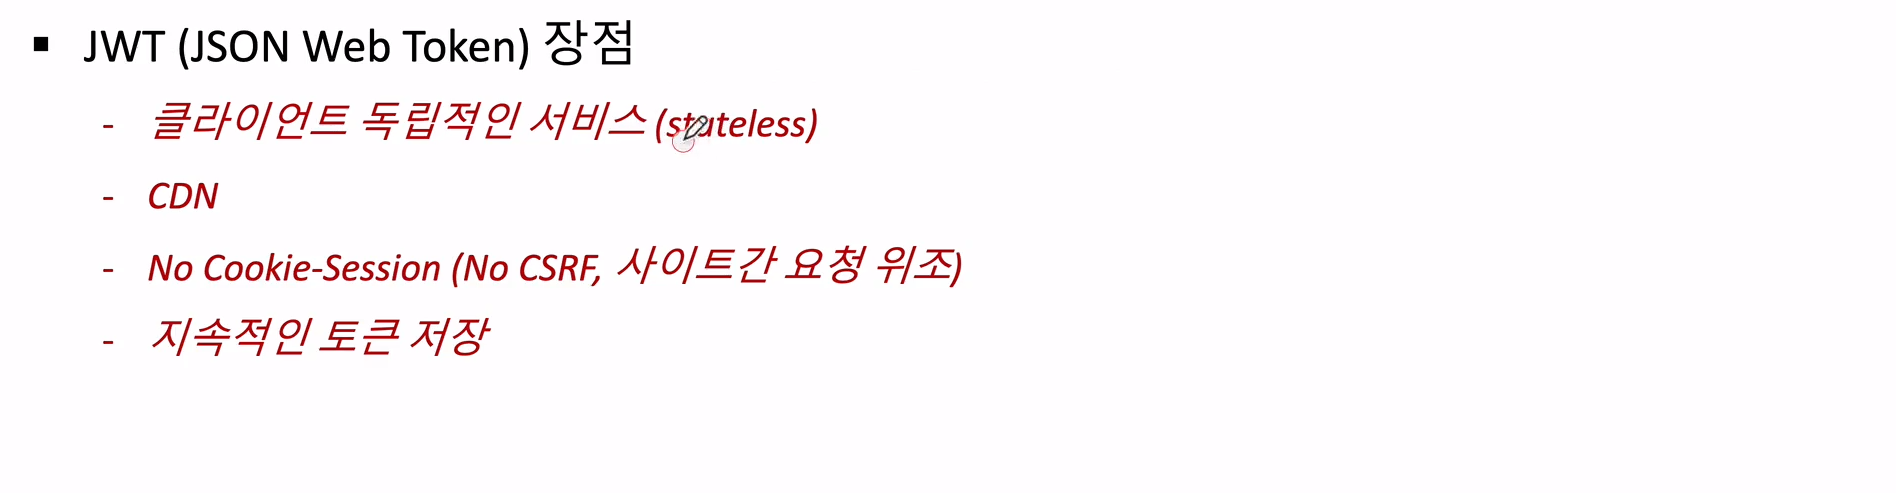 ▪ JWT (JSON Web Token) 장점
- 클라이언트 독립적인 서비스 (stateless)
- CDN
- No Cookie-Session (No CSRF, 사이트간 요청 위조)
- 지속적인 토큰 저장